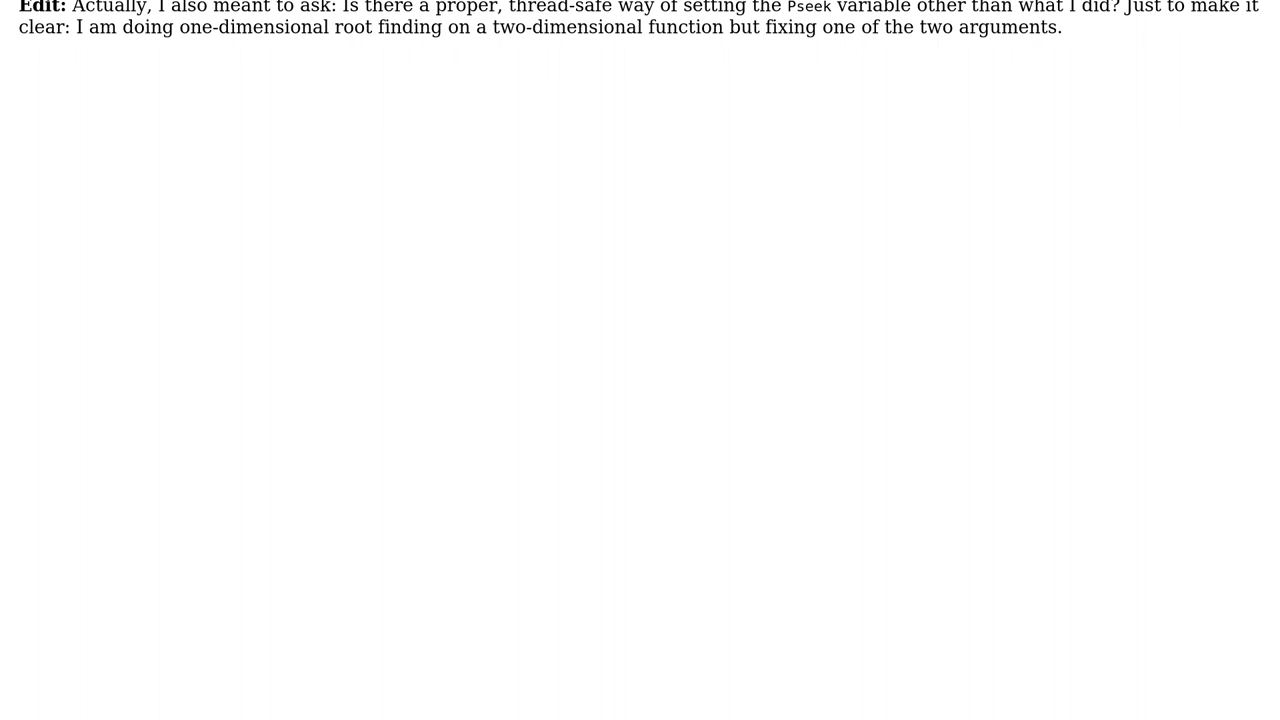 Edit: Actually, I also meant to ask: Is there a proper, thread-safe way of setting the Pseek variable other than what I did? Just to make it
clear: I am doing one-dimensional root finding on a two-dimensional function but fixing one of the two arguments.